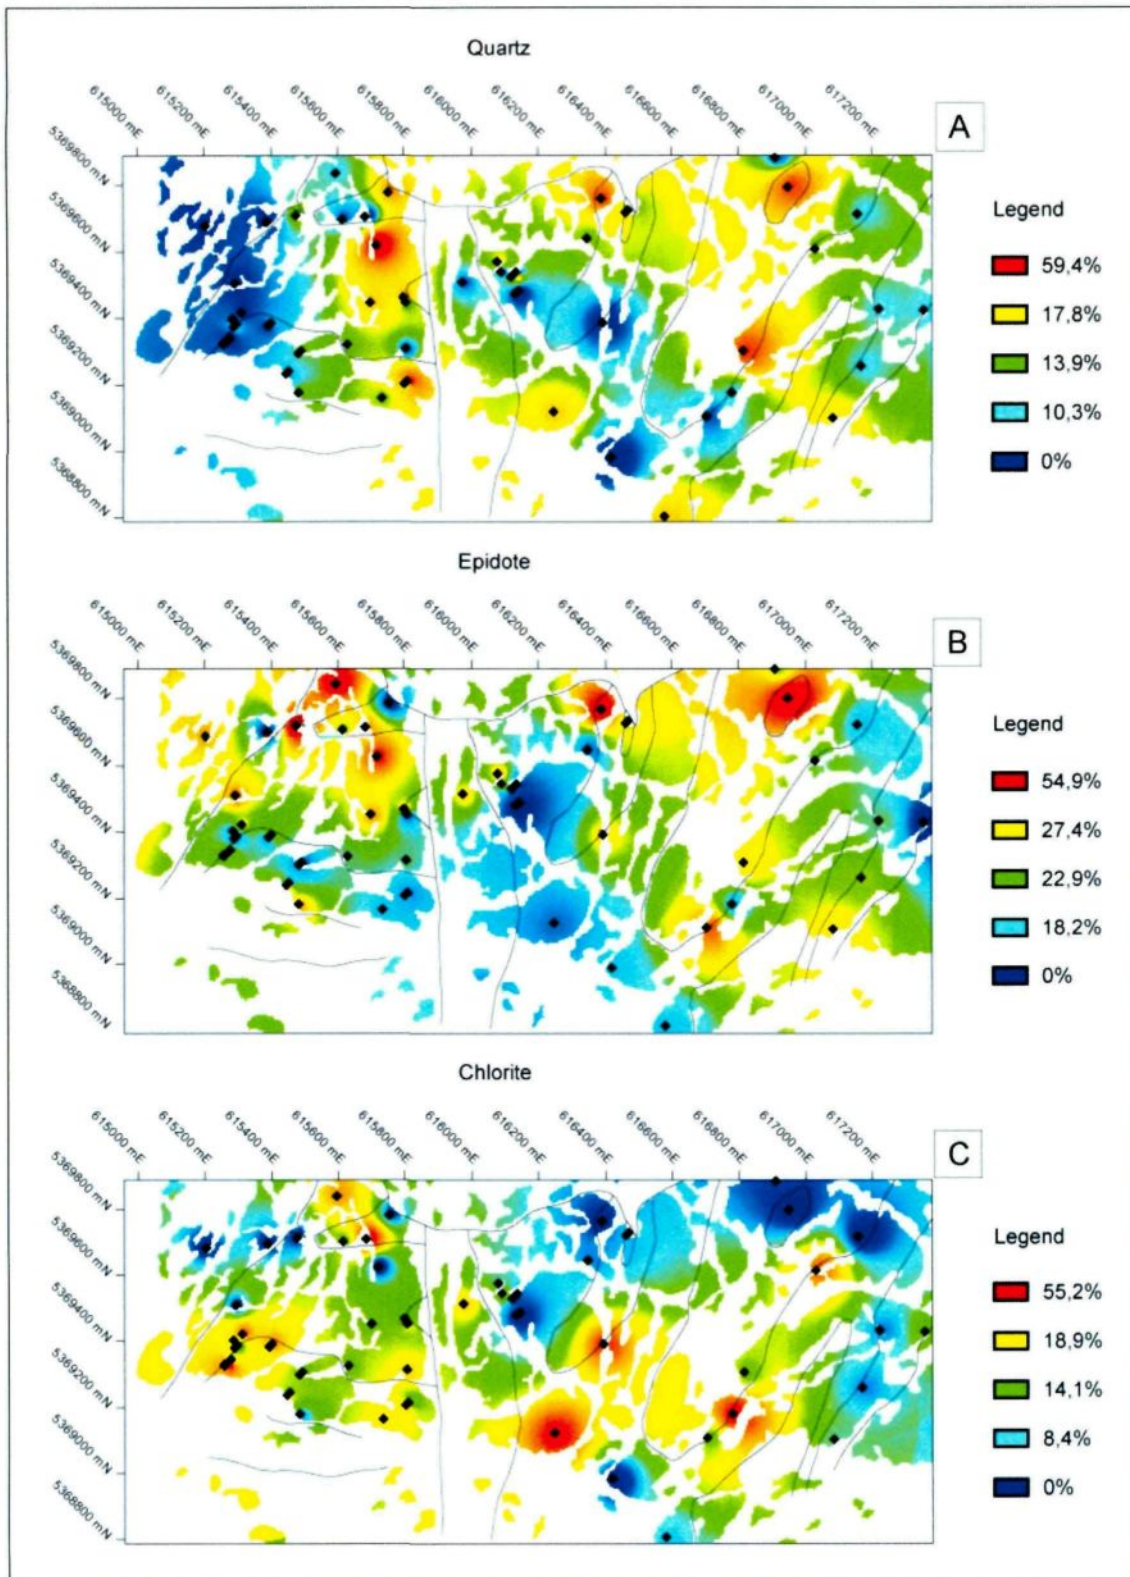 Quartz
A
615000 mE
615200 mE
615400 mE
615600 mE
615800 mE
616000 mE
616200 mE
616400 mE
616600 mE
616800 mE
617000 mE
617200 mE
5369800 mN
5369600 mN
5369400 mN
5369200 mN
5369000 mN
5368800 mN
Legend
59,4%
17,8%
13,9%
10,3%
0%
Epidote
B
615000 mE
615200 mE
615400 mE
615600 mE
615800 mE
616000 mE
616200 mE
616400 mE
616600 mE
616800 mE
617000 mE
617200 mE
5369800 mN
5369600 mN
5369400 mN
5369200 mN
5369000 mN
5368800 mN
Legend
54,9%
27,4%
22,9%
18,2%
0%
Chlorite
C
615000 mE
615200 mE
615400 mE
615600 mE
615800 mE
616000 mE
616200 mE
616400 mE
616600 mE
616800 mE
617000 mE
617200 mE
5369800 mN
5369600 mN
5369400 mN
5369200 mN
5369000 mN
5368800 mN
Legend
55,2%
18,9%
14,1%
8,4%
0%